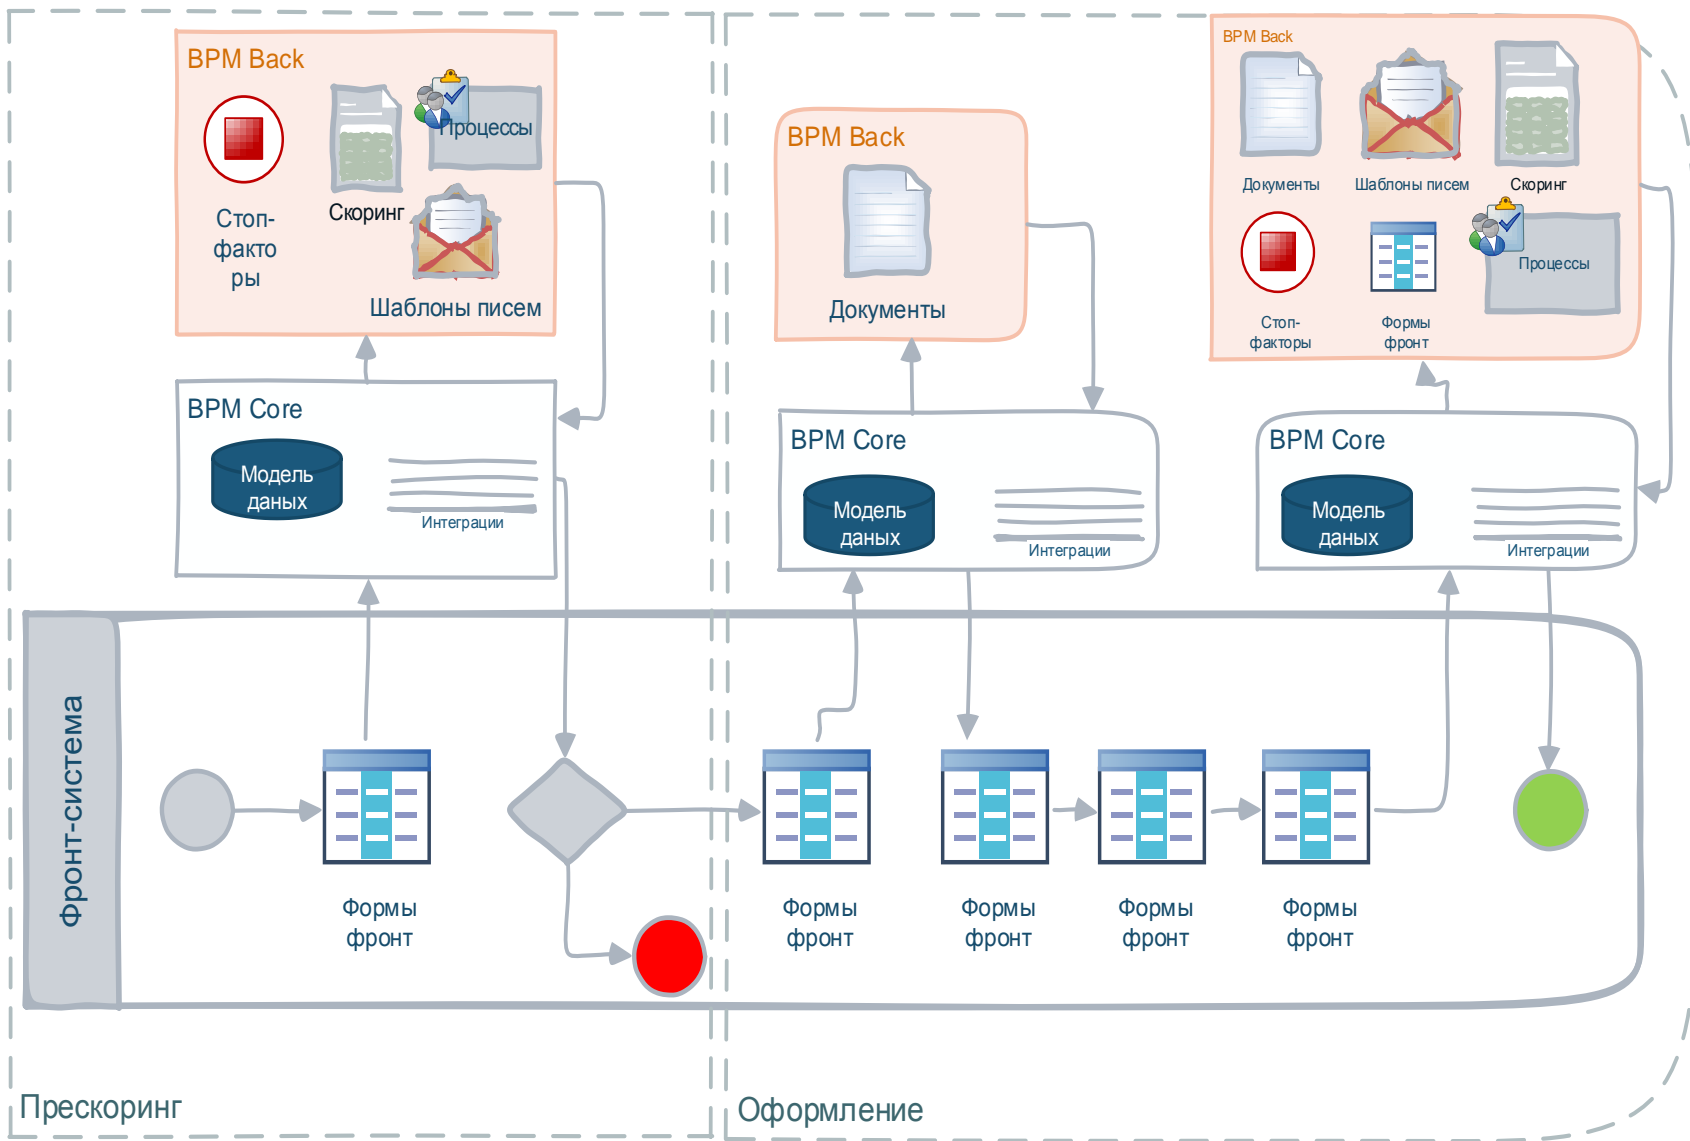 BPM Back
Процессы
Скоринг
Стоп-
факто
ры
Шаблоны писем
BPM Core
Модель
даных
Интеграции
BPM Back
Документы
BPM Core
Модель
даных
Интеграции
BPM Back
Документы
Шаблоны писем
Скоринг
Стоп-
факторы
Формы
фронт
Процессы
BPM Core
Модель
даных
Интеграции
Фронт-система
Формы
фронт
Формы
фронт
Формы
фронт
Формы
фронт
Формы
фронт
Прескоринг
Оформление